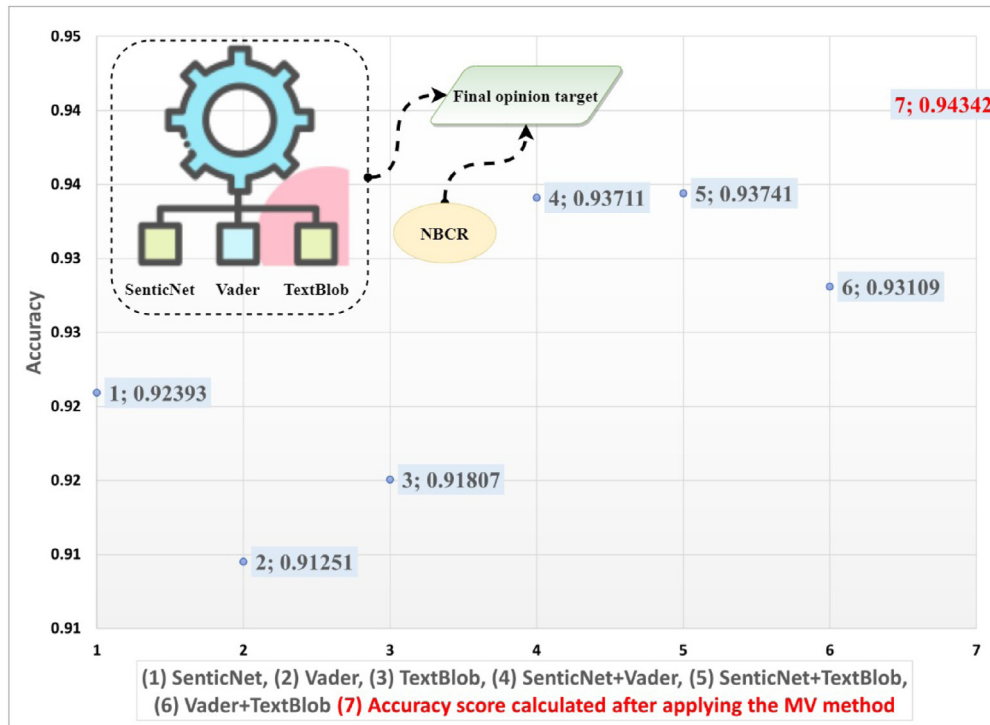 0.95
0.94
0.94
0.93
0.93
0.92
0.92
0.91
0.91
Accuracy
SenticNet Vader TextBlob
Final opinion target
NBCR
1; 0.92393
2; 0.91251
3; 0.91807
4; 0.93711
5; 0.93741
6; 0.93109
7; 0.94342
1 2 3 4 5 6 7
(1) SenticNet, (2) Vader, (3) TextBlob, (4) SenticNet+Vader, (5) SenticNet+TextBlob,
(6) Vader+TextBlob (7) Accuracy score calculated after applying the MV method